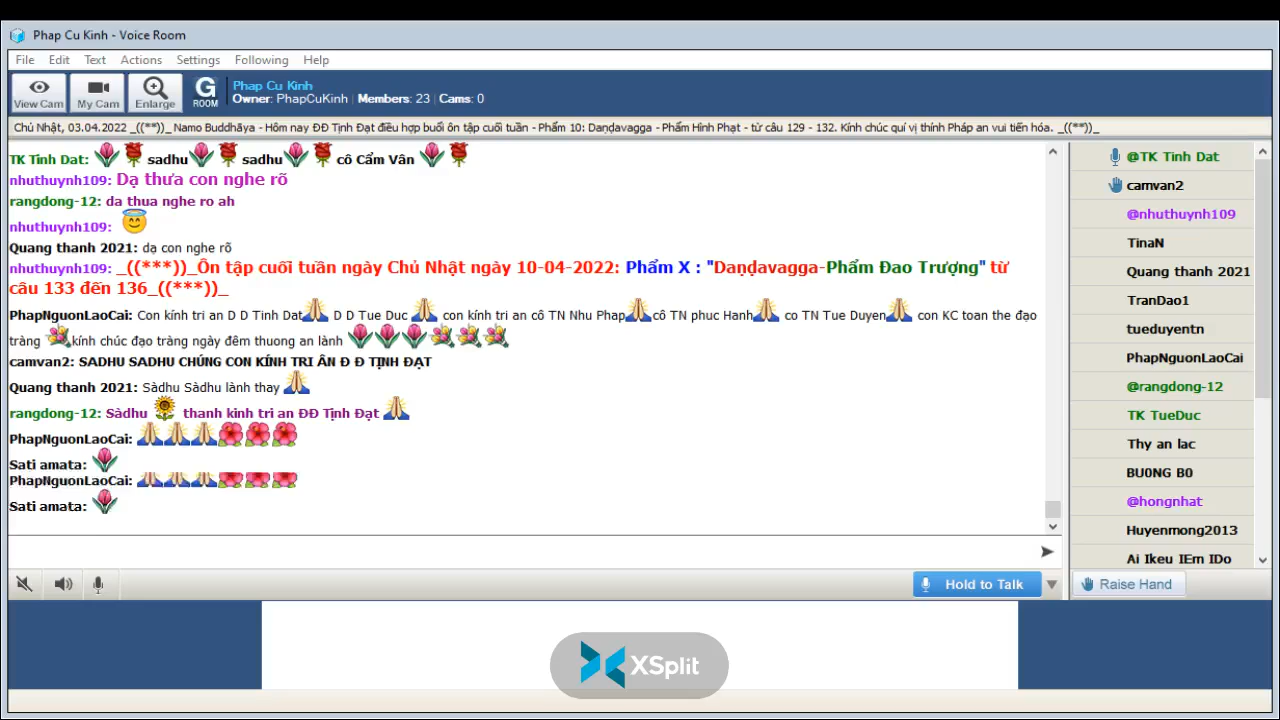 Phap Cu Kinh - Voice Room
File Edit Text Actions Settings Following Help
View Cam My Cam Enlarge G ROOM
Phap Cu Kinh
Owner: PhapCuKinh | Members: 23 | Cams: 0
Chủ Nhật, 03.04.2022 _((**))_ Namo Buddhāya - Hôm nay ĐĐ Tịnh Đạt điều hợp buổi ôn tập cuối tuần - Phẩm 10: Daṇḍavagga - Phẩm Hình Phạt - từ câu 129 - 132. Kính chúc quí vị thính Pháp an vui tiến hóa. _((**))_
TK Tinh Dat: sadhu sadhu cô Cẩm Vân
nhuthuynh109: Dạ thưa con nghe rõ
rangdong-12: da thua nghe ro ah
nhuthuynh109:
Quang thanh 2021: dạ con nghe rõ
nhuthuynh109: _((***))_Ôn tập cuối tuần ngày Chủ Nhật ngày 10-04-2022: Phẩm X : "Daṇḍavagga-Phẩm Đao Trượng" từ
câu 133 đến 136_((***))_
PhapNguonLaoCai: Con kính tri an D D Tinh Dat D D Tue Duc con kính tri an cô TN Nhu Phap cô TN phuc Hanh co TN Tue Duyen con KC toan the đạo
tràng kính chúc đạo tràng ngày đêm thuong an lành
camvan2: SADHU SADHU CHÚNG CON KÍNH TRI ÂN Đ Đ TỊNH ĐẠT
Quang thanh 2021: Sàdhu Sàdhu lành thay
rangdong-12: Sàdhu thanh kinh tri an ĐĐ Tịnh Đạt
PhapNguonLaoCai:
Sati amata:
PhapNguonLaoCai:
Sati amata:
@TK Tinh Dat
camvan2
@nhuthuynh109
TinaN
Quang thanh 2021
TranDao1
tueduyentn
PhapNguonLaoCai
@rangdong-12
TK TueDuc
Thy an lac
BU0NG B0
@hongnhat
Huyenmong2013
Ai Ikeu IEm IDo
Hold to Talk
Raise Hand
XSplit